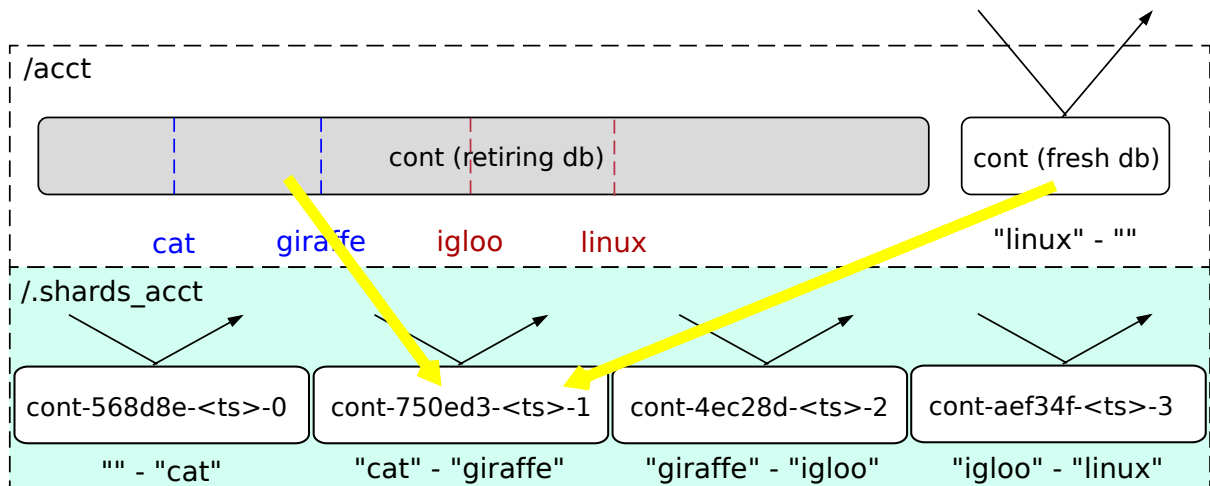 /acct
cont (retiring db)
cont (fresh db)
cat
giraffe
igloo
linux
"linux" - ""
/.shards_acct
cont-568d8e-<ts>-0
cont-750ed3-<ts>-1
cont-4ec28d-<ts>-2
cont-aef34f-<ts>-3
"" - "cat"
"cat" - "giraffe"
"giraffe" - "igloo"
"igloo" - "linux"